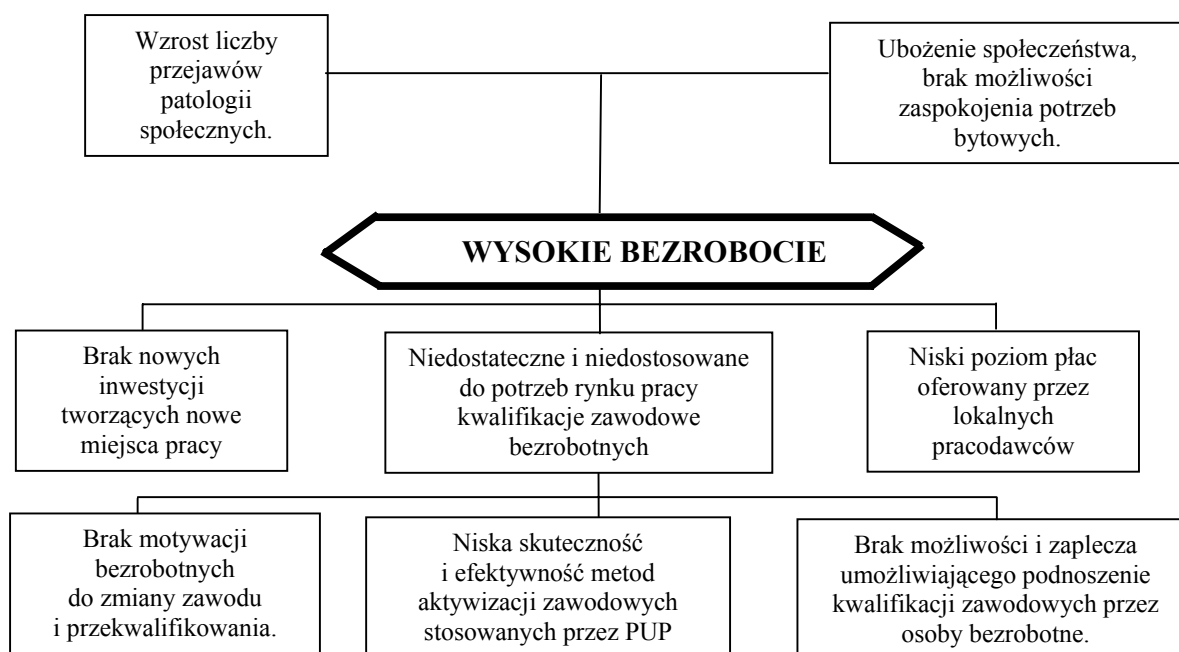 Wzrost liczby
przejawów
patologii
społecznych.
Ubożenie społeczeństwa,
brak możliwości
zaspokojenia potrzeb
bytowych.
WYSOKIE BEZROBOCIE
Brak nowych
inwestycji
tworzących nowe
miejsca pracy
Niedostateczne i niedostosowane
do potrzeb rynku pracy
kwalifikacje zawodowe
bezrobotnych
Niski poziom płac
oferowany przez
lokalnych
pracodawców
Brak motywacji
bezrobotnych
do zmiany zawodu
i przekwalifikowania.
Niska skuteczność
i efektywność metod
aktywizacji zawodowych
stosowanych przez PUP
Brak możliwości i zaplecza
umożliwiającego podnoszenie
kwalifikacji zawodowych przez
osoby bezrobotne.